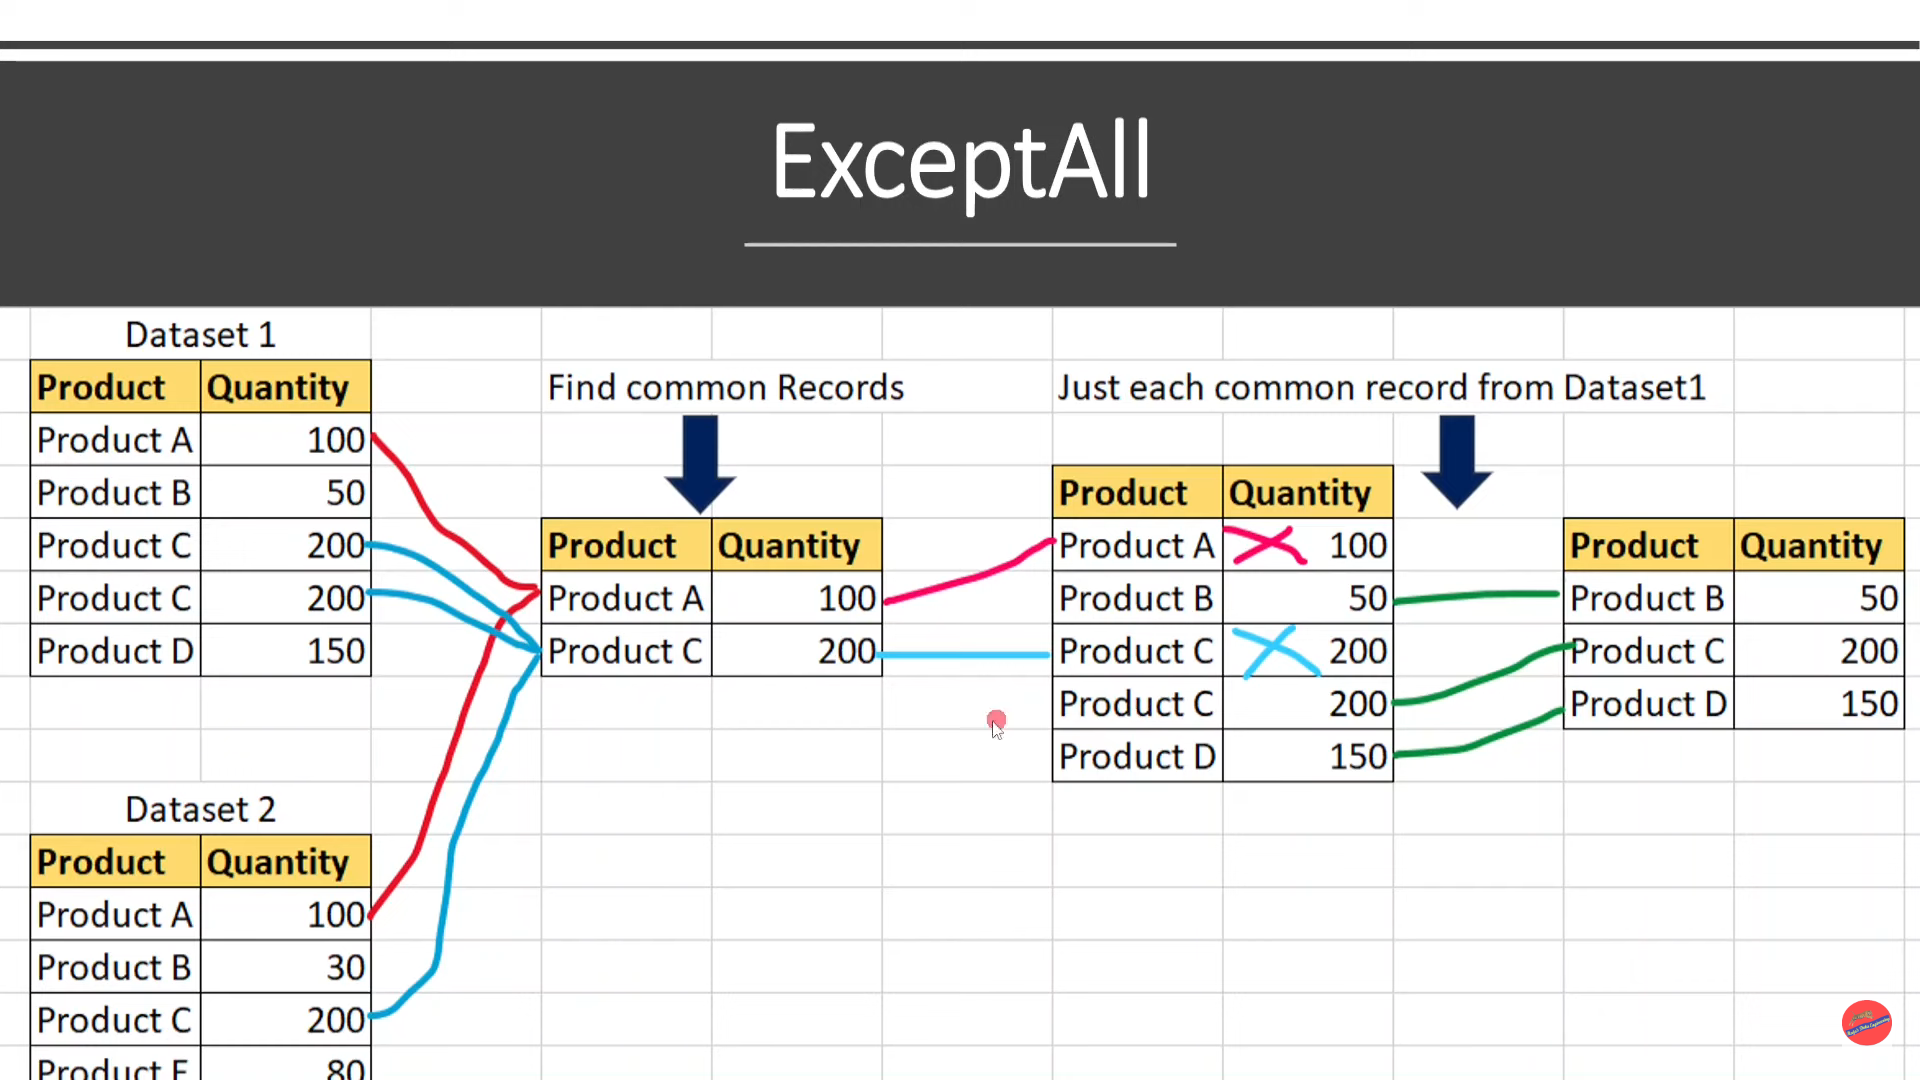 ExceptAll
Dataset 1
Product Quantity
Product A 100
Product B 50
Product C 200
Product C 200
Product D 150
Find common Records
Product Quantity
Product A 100
Product C 200
Just each common record from Dataset1
Product Quantity
Product A 100
Product B 50
Product C 200
Product C 200
Product D 150
Product Quantity
Product B 50
Product C 200
Product D 150
Dataset 2
Product Quantity
Product A 100
Product B 30
Product C 200
Product 80